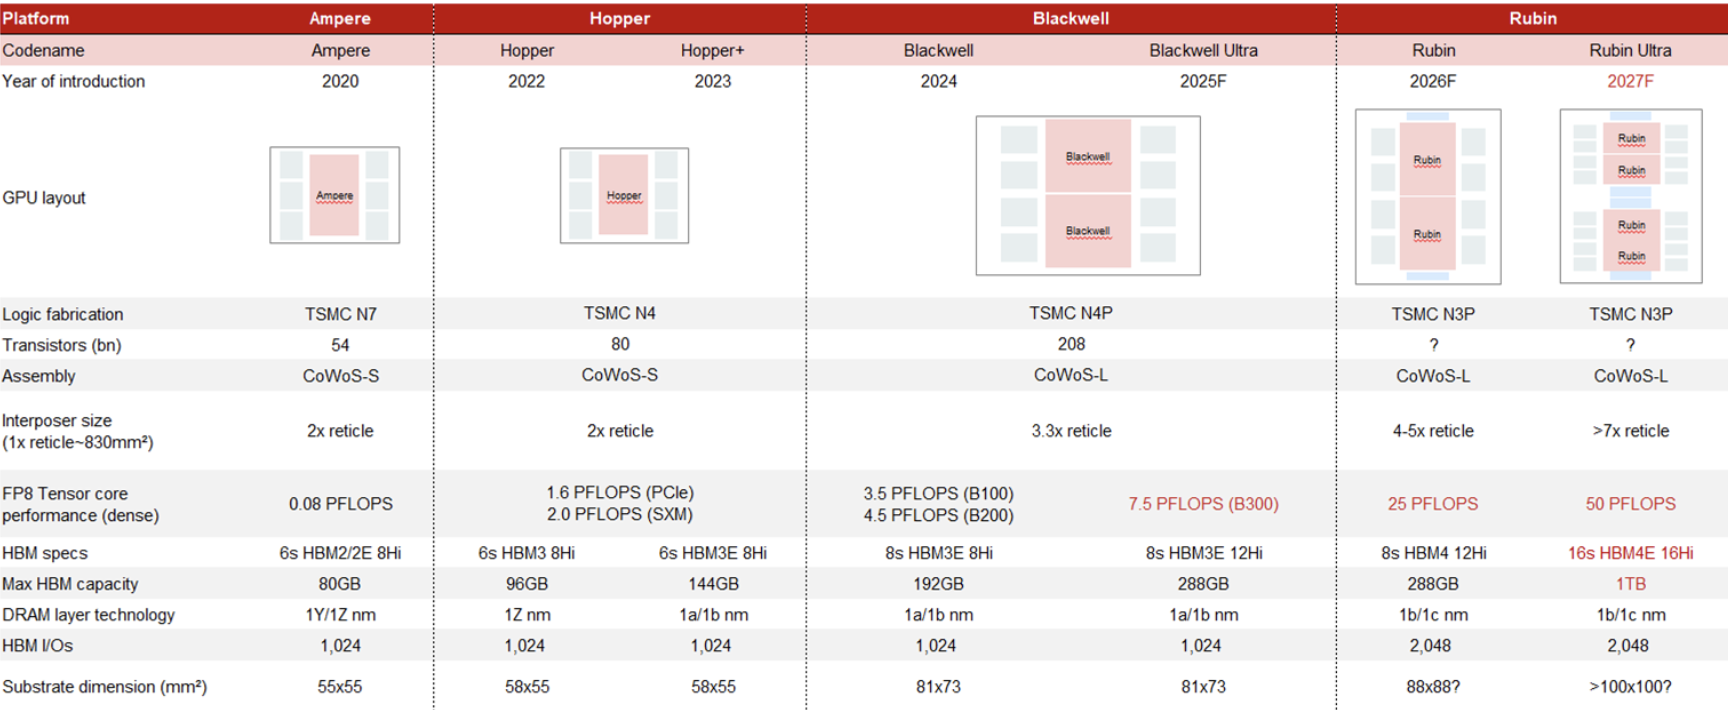 Platform Ampere Hopper Blackwell Rubin
Codename Ampere Hopper Hopper+ Blackwell Blackwell Ultra Rubin Rubin Ultra
Year of introduction 2020 2022 2023 2024 2025F 2026F 2027F
GPU layout
Ampere
Hopper
Blackwell
Blackwell
Rubin
Rubin
Rubin
Rubin
Rubin
Rubin
Logic fabrication TSMC N7 TSMC N4 TSMC N4P TSMC N3P TSMC N3P
Transistors (bn) 54 80 208 ? ?
Assembly CoWoS-S CoWoS-S CoWoS-L CoWoS-L CoWoS-L
Interposer size
(1x reticle~830mm²) 2x reticle 2x reticle 3.3x reticle 4-5x reticle >7x reticle
FP8 Tensor core
performance (dense) 0.08 PFLOPS
1.6 PFLOPS (PCIe)
2.0 PFLOPS (SXM)
3.5 PFLOPS (B100)
4.5 PFLOPS (B200)
7.5 PFLOPS (B300) 25 PFLOPS 50 PFLOPS
HBM specs 6s HBM2/2E 8Hi 6s HBM3 8Hi 6s HBM3E 8Hi 8s HBM3E 8Hi 8s HBM3E 12Hi 8s HBM4 12Hi 16s HBM4E 16Hi
Max HBM capacity 80GB 96GB 144GB 192GB 288GB 288GB 1TB
DRAM layer technology 1Y/1Z nm 1Z nm 1a/1b nm 1a/1b nm 1a/1b nm 1b/1c nm 1b/1c nm
HBM I/Os 1,024 1,024 1,024 1,024 1,024 2,048 2,048
Substrate dimension (mm²) 55x55 58x55 58x55 81x73 81x73 88x88? >100x100?